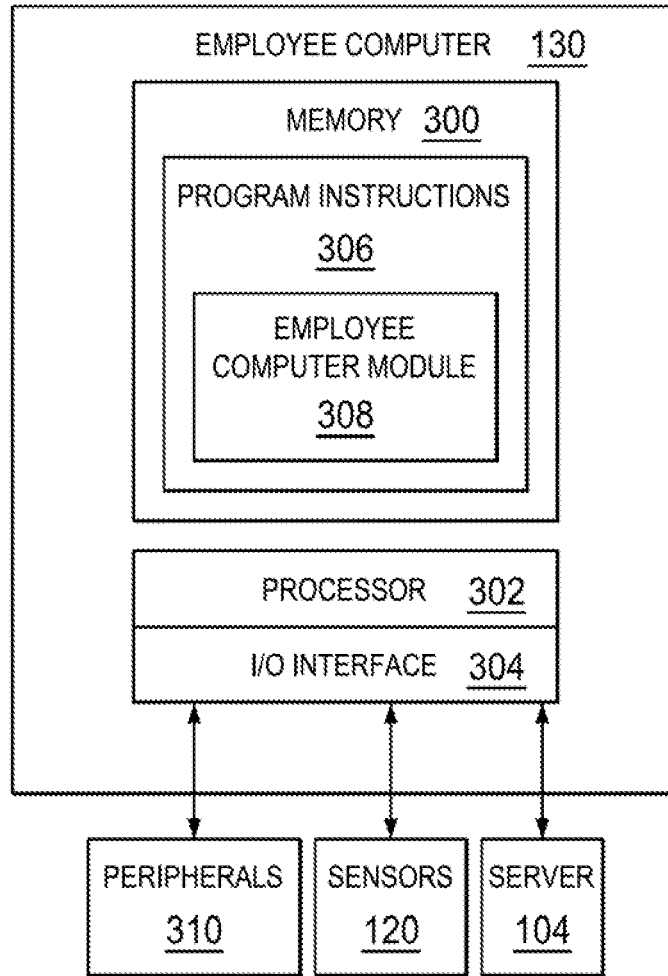 EMPLOYEE COMPUTER 130
MEMORY 300
PROGRAM INSTRUCTIONS
306
EMPLOYEE
COMPUTER MODULE
308
PROCESSOR 302
I/O INTERFACE 304
PERIPHERALS
310
SENSORS
120
SERVER
104